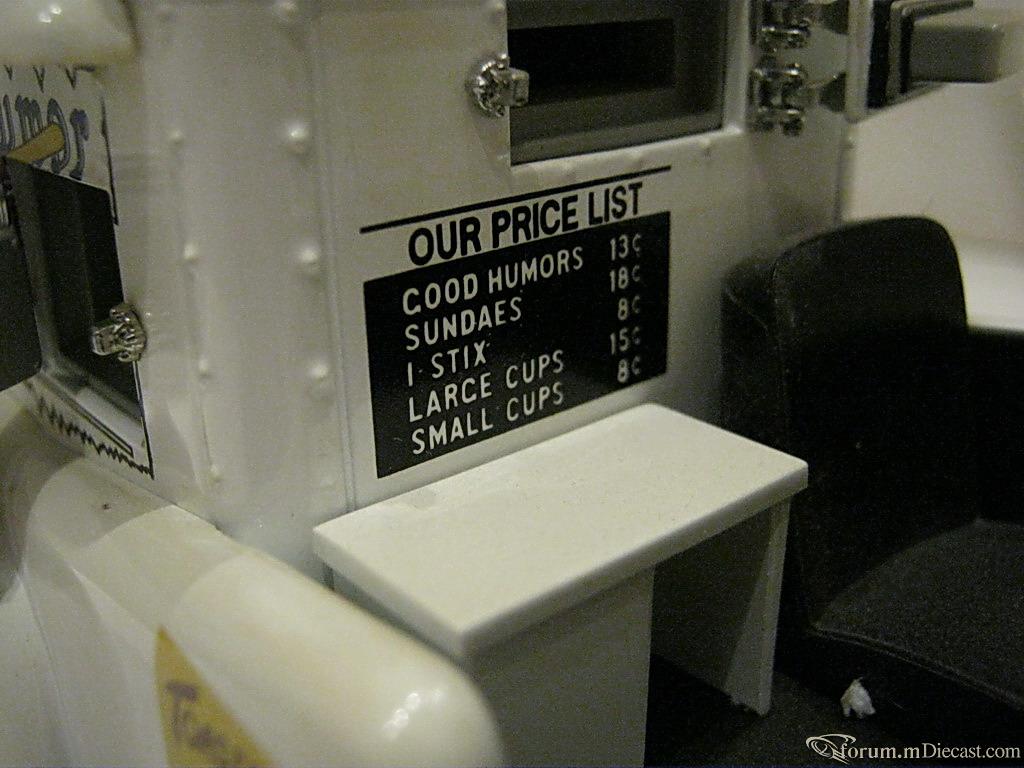 umor
OUR PRICE LIST
GOOD HUMORS 13¢
SUNDAES 18¢
I STIX 8¢
LARGE CUPS 15¢
SMALL CUPS 8¢
forum.mDiecast.com